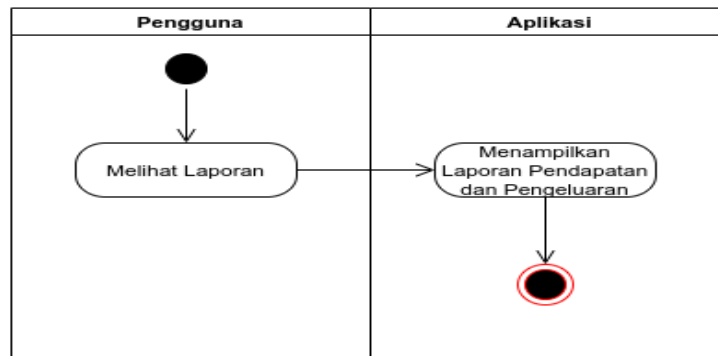 Pengguna
Aplikasi
Melihat Laporan
Menampilkan
Laporan Pendapatan
dan Pengeluaran